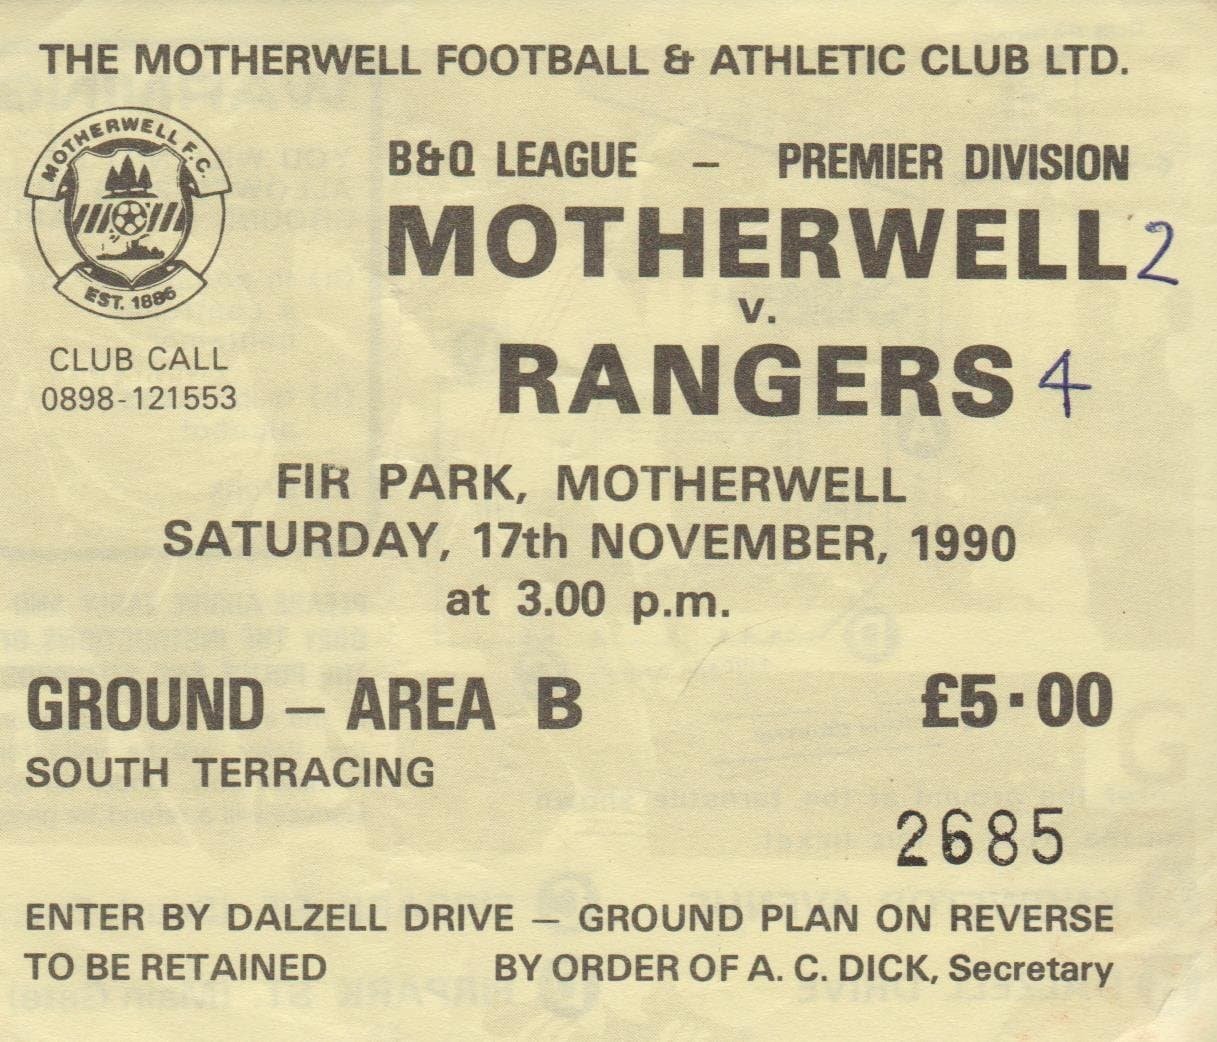 THE MOTHERWELL FOOTBALL & ATHLETIC CLUB LTD.
MOTHERWELL F.C.
EST. 1886
CLUB CALL
0898-121553
B&Q LEAGUE – PREMIER DIVISION
MOTHERWELL 2
v.
RANGERS 4
FIR PARK, MOTHERWELL
SATURDAY, 17th NOVEMBER, 1990
at 3.00 p.m.
GROUND – AREA B £5·00
SOUTH TERRACING
2685
ENTER BY DALZELL DRIVE – GROUND PLAN ON REVERSE
TO BE RETAINED BY ORDER OF A. C. DICK, Secretary